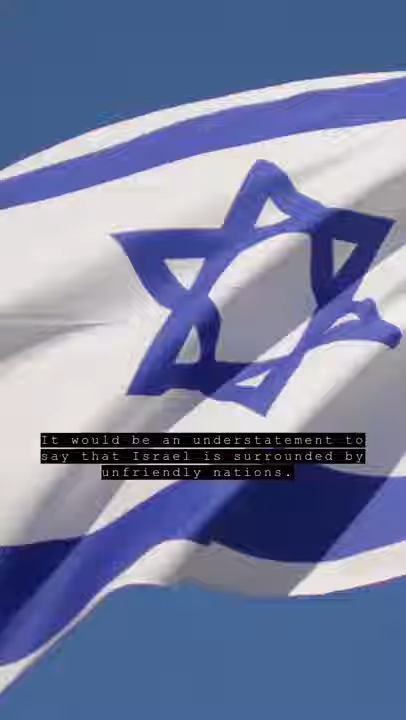 It would be an understatement to
say that Israel is surrounded by
unfriendly nations.